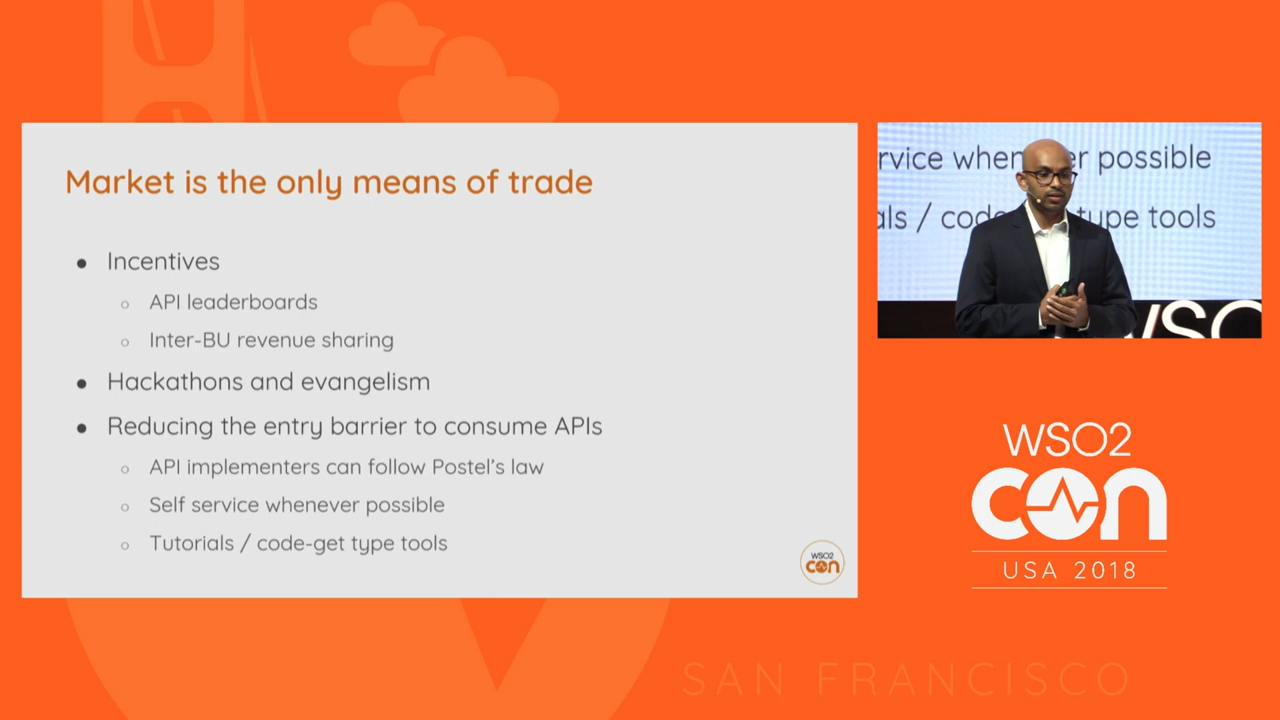 Market is the only means of trade
Incentives
API leaderboards
Inter-BU revenue sharing
Hackathons and evangelism
Reducing the entry barrier to consume APIs
API implementers can follow Postel's law
Self service whenever possible
Tutorials / code-get type tools
WSO2
con
rvice when er possible
als / code type tools
WSO2
con
USA 2018
SAN FRANCISCO